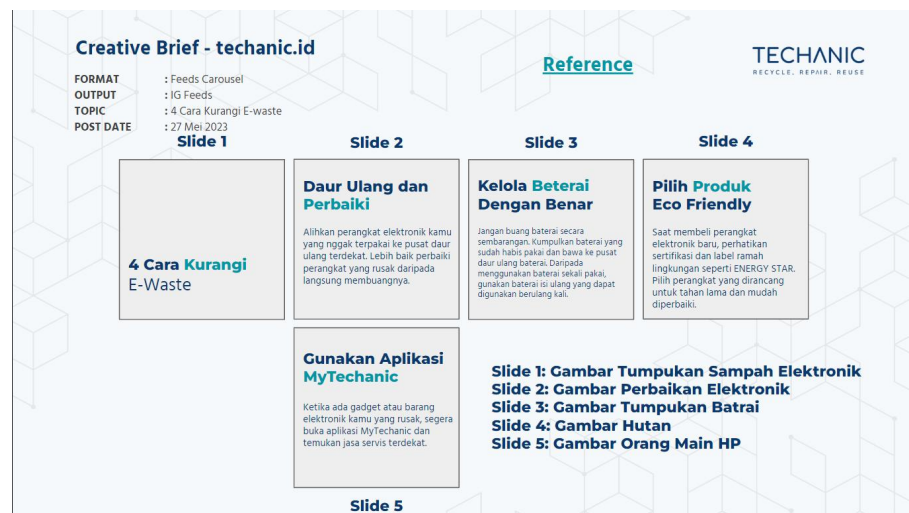 Creative Brief - techanic.id
Reference
TECHANIC
RECYCLE, REPAIR, REUSE
FORMAT : Feeds Carousel
OUTPUT : IG Feeds
TOPIC : 4 Cara Kurangi E-waste
POST DATE : 27 Mei 2023
Slide 1
4 Cara Kurangi
E-Waste
Slide 2
Daur Ulang dan
Perbaiki
Alihkan perangkat elektronik kamu
yang nggak terpakai ke pusat daur
ulang terdekat. Lebih baik perbaiki
perangkat yang rusak daripada
langsung membuangnya.
Slide 3
Kelola Beterai
Dengan Benar
Jangan buang baterai secara
sembarangan. Kumpulkan baterai yang
sudah habis pakai dan bawa ke pusat
daur ulang baterai. Daripada
menggunakan baterai sekali pakai,
gunakan baterai isi ulang yang dapat
digunakan berulang kali.
Slide 4
Pilih Produk
Eco Friendly
Saat membeli perangkat
elektronik baru, perhatikan
sertifikasi dan label ramah
lingkungan seperti ENERGY STAR.
Pilih perangkat yang dirancang
untuk tahan lama dan mudah
diperbaiki.
Gunakan Aplikasi
MyTechanic
Ketika ada gadget atau barang
elektronik kamu yang rusak, segera
buka aplikasi MyTechanic dan
temukan jasa servis terdekat.
Slide 5
Slide 1: Gambar Tumpukan Sampah Elektronik
Slide 2: Gambar Perbaikan Elektronik
Slide 3: Gambar Tumpukan Batrai
Slide 4: Gambar Hutan
Slide 5: Gambar Orang Main HP